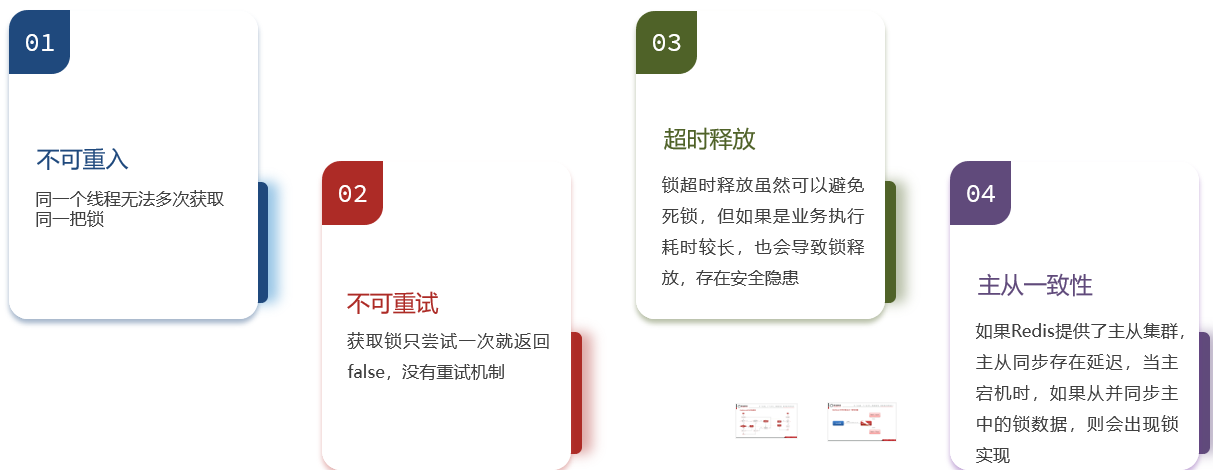 01
不可重入
同一个线程无法多次获取
同一把锁
02
不可重试
获取锁只尝试一次就返回
false，没有重试机制
03
超时释放
锁超时释放虽然可以避免
死锁，但如果是业务执行
耗时较长，也会导致锁释
放，存在安全隐患
04
主从一致性
如果Redis提供了主从集群，
主从同步存在延迟，当主
宕机时，如果从并同步主
中的锁数据，则会出现锁
实现